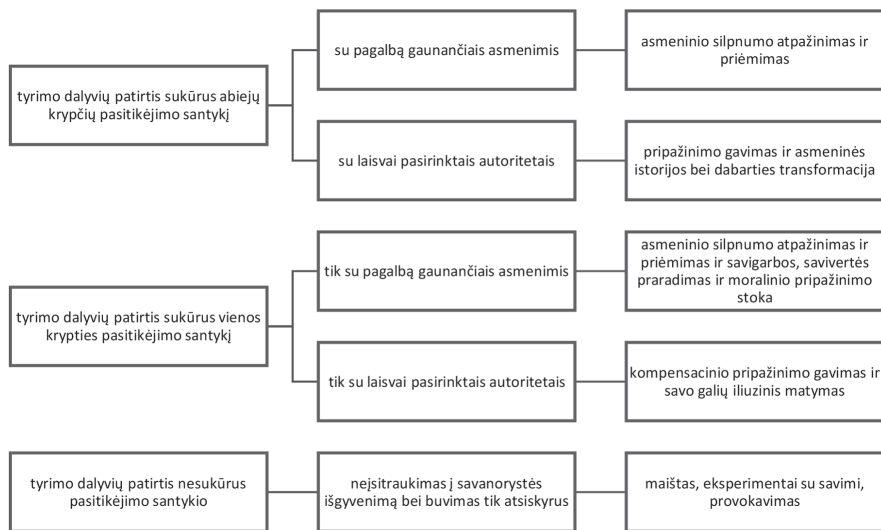 tyrimo dalyvių patirtis sukūrus abiejų
krypčių pasitikėjimo santykį
su pagalbą gaunančiais asmenimis
asmeninio silpnumo atpažinimas ir
priėmimas
su laisvai pasirinktais autoritetais
pripažinimo gavimas ir asmeninės
istorijos bei dabarties transformacija
tyrimo dalyvių patirtis sukūrus vienos
krypties pasitikėjimo santykį
tik su pagalbą gaunančiais asmenimis
asmeninio silpnumo atpažinimas ir
priėmimas ir savigarbos, savivertės
praradimas ir moralinio pripažinimo
stoka
tik su laisvai pasirinktais autoritetais
kompensacinio pripažinimo gavimas ir
savo galių iliuzinis matymas
tyrimo dalyvių patirtis nesukūrus
pasitikėjimo santykio
neįsitraukimas į savanorystės
išgyvenimą bei buvimas tik atsiskyrus
maištas, eksperimentai su savimi,
provokavimas